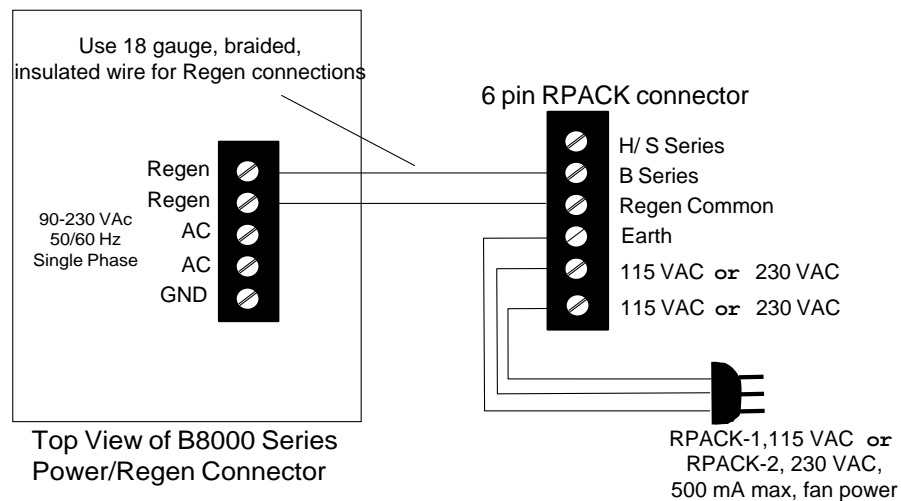 Use 18 gauge, braided,
insulated wire for Regen connections
6 pin RPACK connector
Regen
Regen
AC
AC
GND
90-230 VAc
50/60 Hz
Single Phase
H/ S Series
B Series
Regen Common
Earth
115 VAC or 230 VAC
115 VAC or 230 VAC
Top View of B8000 Series
Power/Regen Connector
RPACK-1,115 VAC or
RPACK-2, 230 VAC,
500 mA max, fan power